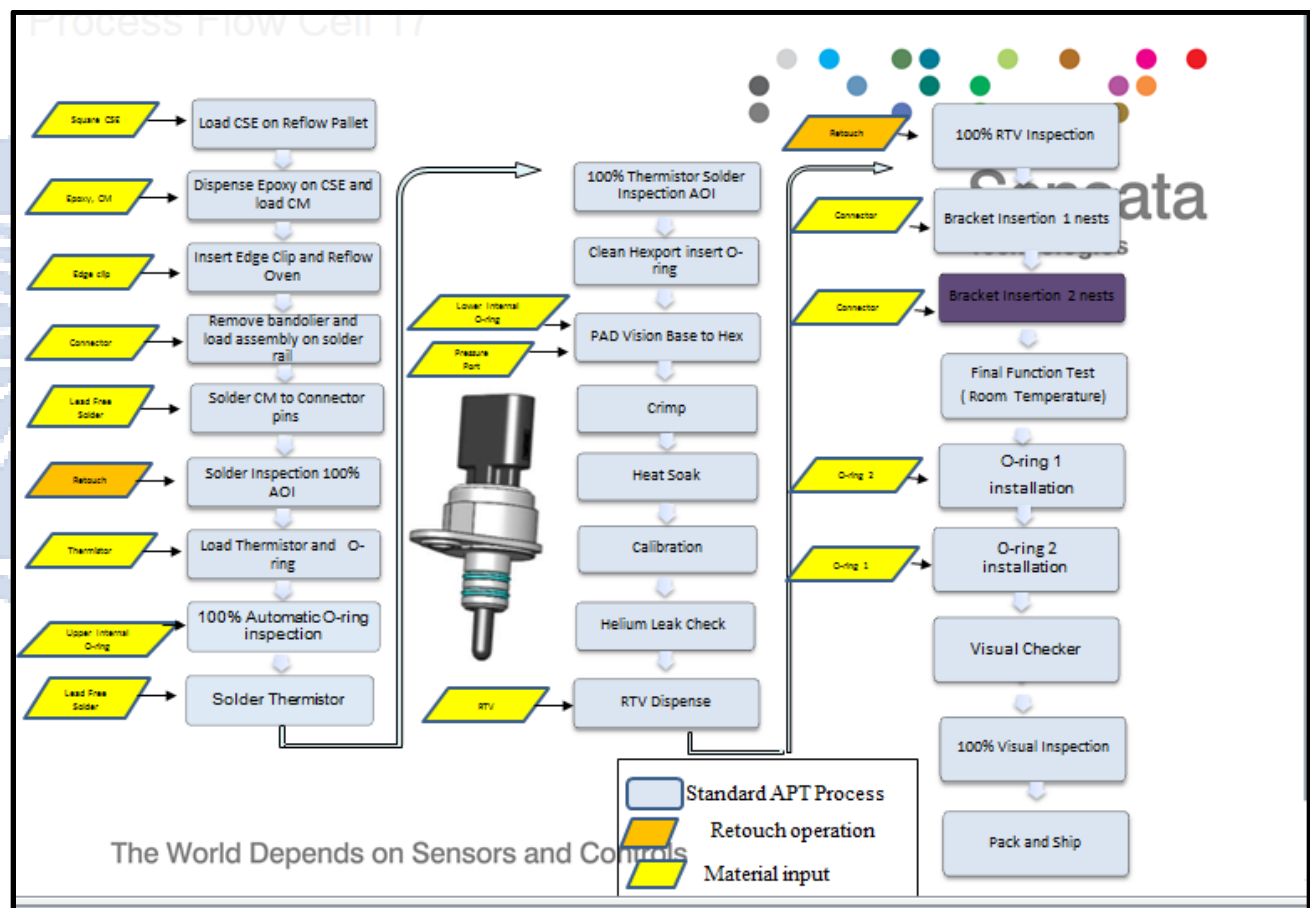 Process Flow Cell 17
Square CSE
Load CSE on Reflow Pallet
Epoxy, CM
Dispense Epoxy on CSE and
load CM
Edge clip
Insert Edge Clip and Reflow
Oven
Connector
Remove bandolier and
load assembly on solder
rail
Lead Free
Solder
Solder CM to Connector
pins
Retouch
Solder Inspection 100%
AOI
Thermistor
Load Thermistor and O-
ring
Upper Internal
O-ring
100% Automatic O-ring
inspection
Lead Free
Solder
Solder Thermistor
100% Thermistor Solder
Inspection AOI
Clean Hexport insert O-
ring
Lower Internal
O-ring
Pressure
Port
PAD Vision Base to Hex
Crimp
Heat Soak
Calibration
Helium Leak Check
RTV
RTV Dispense
Retouch
100% RTV Inspection
Connector
Bracket Insertion 1 nests
Connector
Bracket Insertion 2 nests
Final Function Test
( Room Temperature)
O-ring 2
O-ring 1
installation
O-ring 1
O-ring 2
installation
Visual Checker
100% Visual Inspection
Pack and Ship
Standard APT Process
Retouch operation
Material input
The World Depends on Sensors and Controls